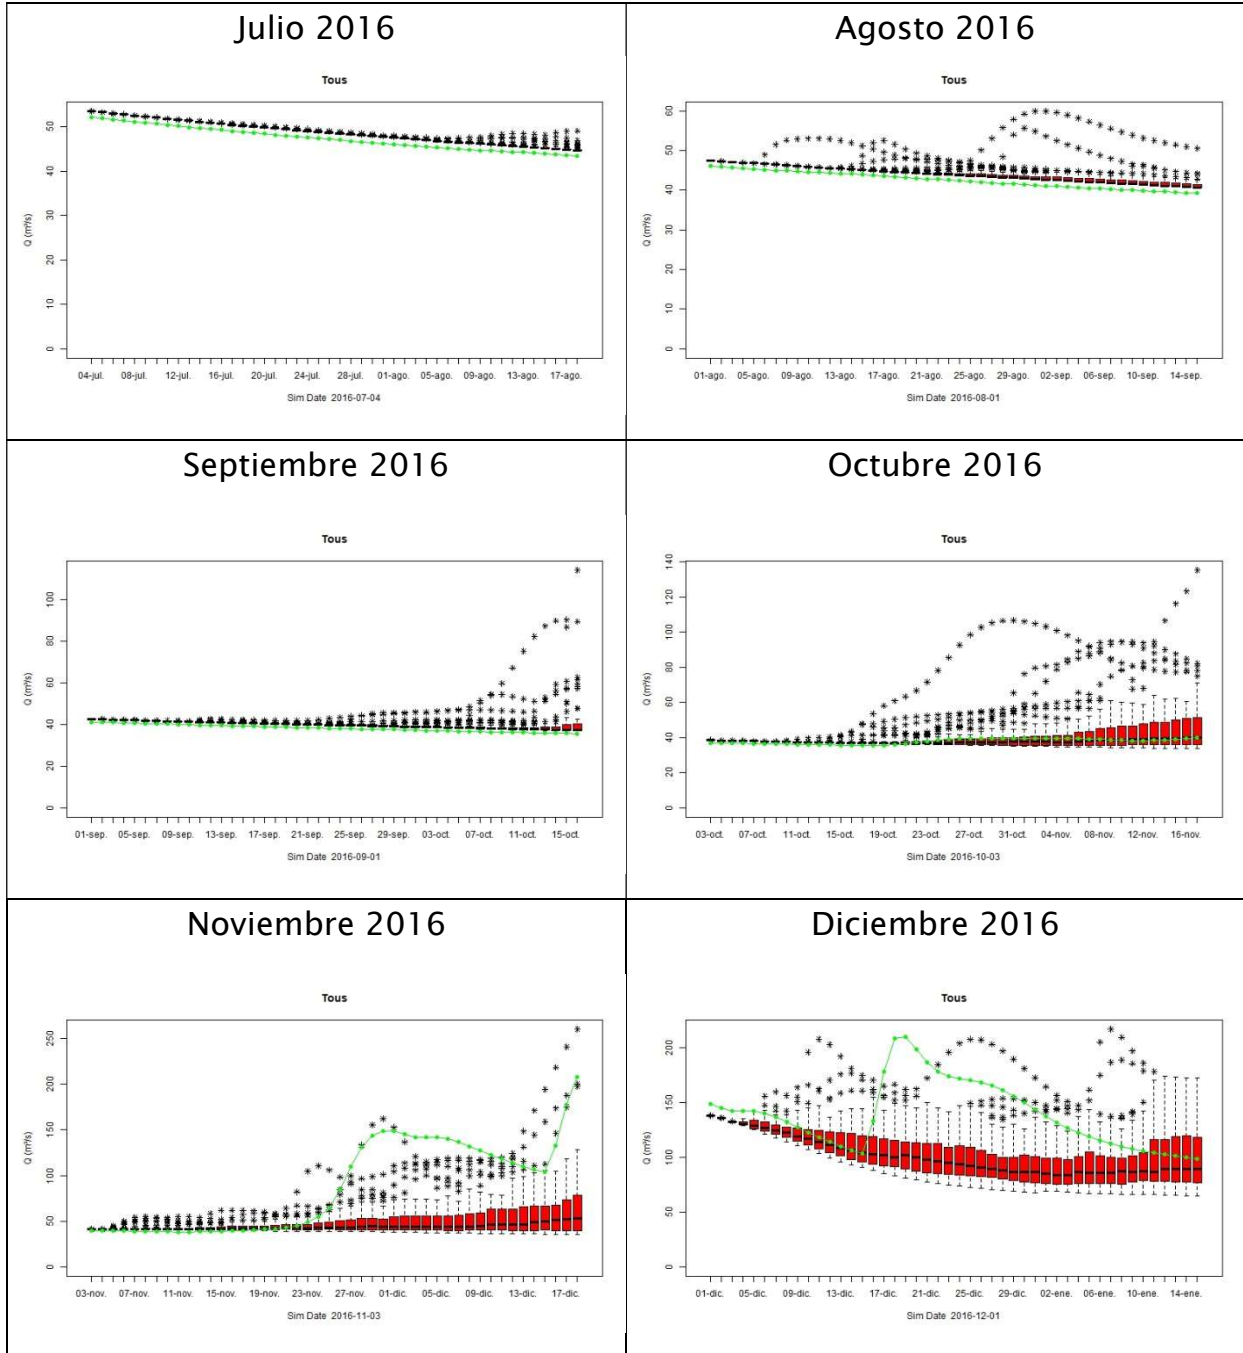 Julio 2016
Tous
Q (m³/s)
50
40
30
20
10
0
04-jul. 08-jul. 12-jul. 16-jul. 20-jul. 24-jul. 28-jul. 01-ago. 05-ago. 09-ago. 13-ago. 17-ago.
Sim Date 2016-07-04
Agosto 2016
Tous
Q (m³/s)
60
50
40
30
20
10
0
01-ago. 05-ago. 09-ago. 13-ago. 17-ago. 21-ago. 25-ago. 29-ago. 02-sep. 06-sep. 10-sep. 14-sep.
Sim Date 2016-08-01
Septiembre 2016
Tous
Q (m³/s)
100
80
60
40
20
0
01-sep. 05-sep. 09-sep. 13-sep. 17-sep. 21-sep. 25-sep. 29-sep. 03-oct. 07-oct. 11-oct. 15-oct.
Sim Date 2016-09-01
Octubre 2016
Tous
Q (m³/s)
140
120
100
80
60
40
20
0
03-oct. 07-oct. 11-oct. 15-oct. 19-oct. 23-oct. 27-oct. 31-oct. 04-nov. 08-nov. 12-nov. 16-nov.
Sim Date 2016-10-03
Noviembre 2016
Tous
Q (m³/s)
250
200
150
100
50
0
03-nov. 07-nov. 11-nov. 15-nov. 19-nov. 23-nov. 27-nov. 01-dic. 05-dic. 09-dic. 13-dic. 17-dic.
Sim Date 2016-11-03
Diciembre 2016
Tous
Q (m³/s)
200
150
100
50
0
01-dic. 05-dic. 09-dic. 13-dic. 17-dic. 21-dic. 25-dic. 29-dic. 02-ene. 06-ene. 10-ene. 14-ene.
Sim Date 2016-12-01